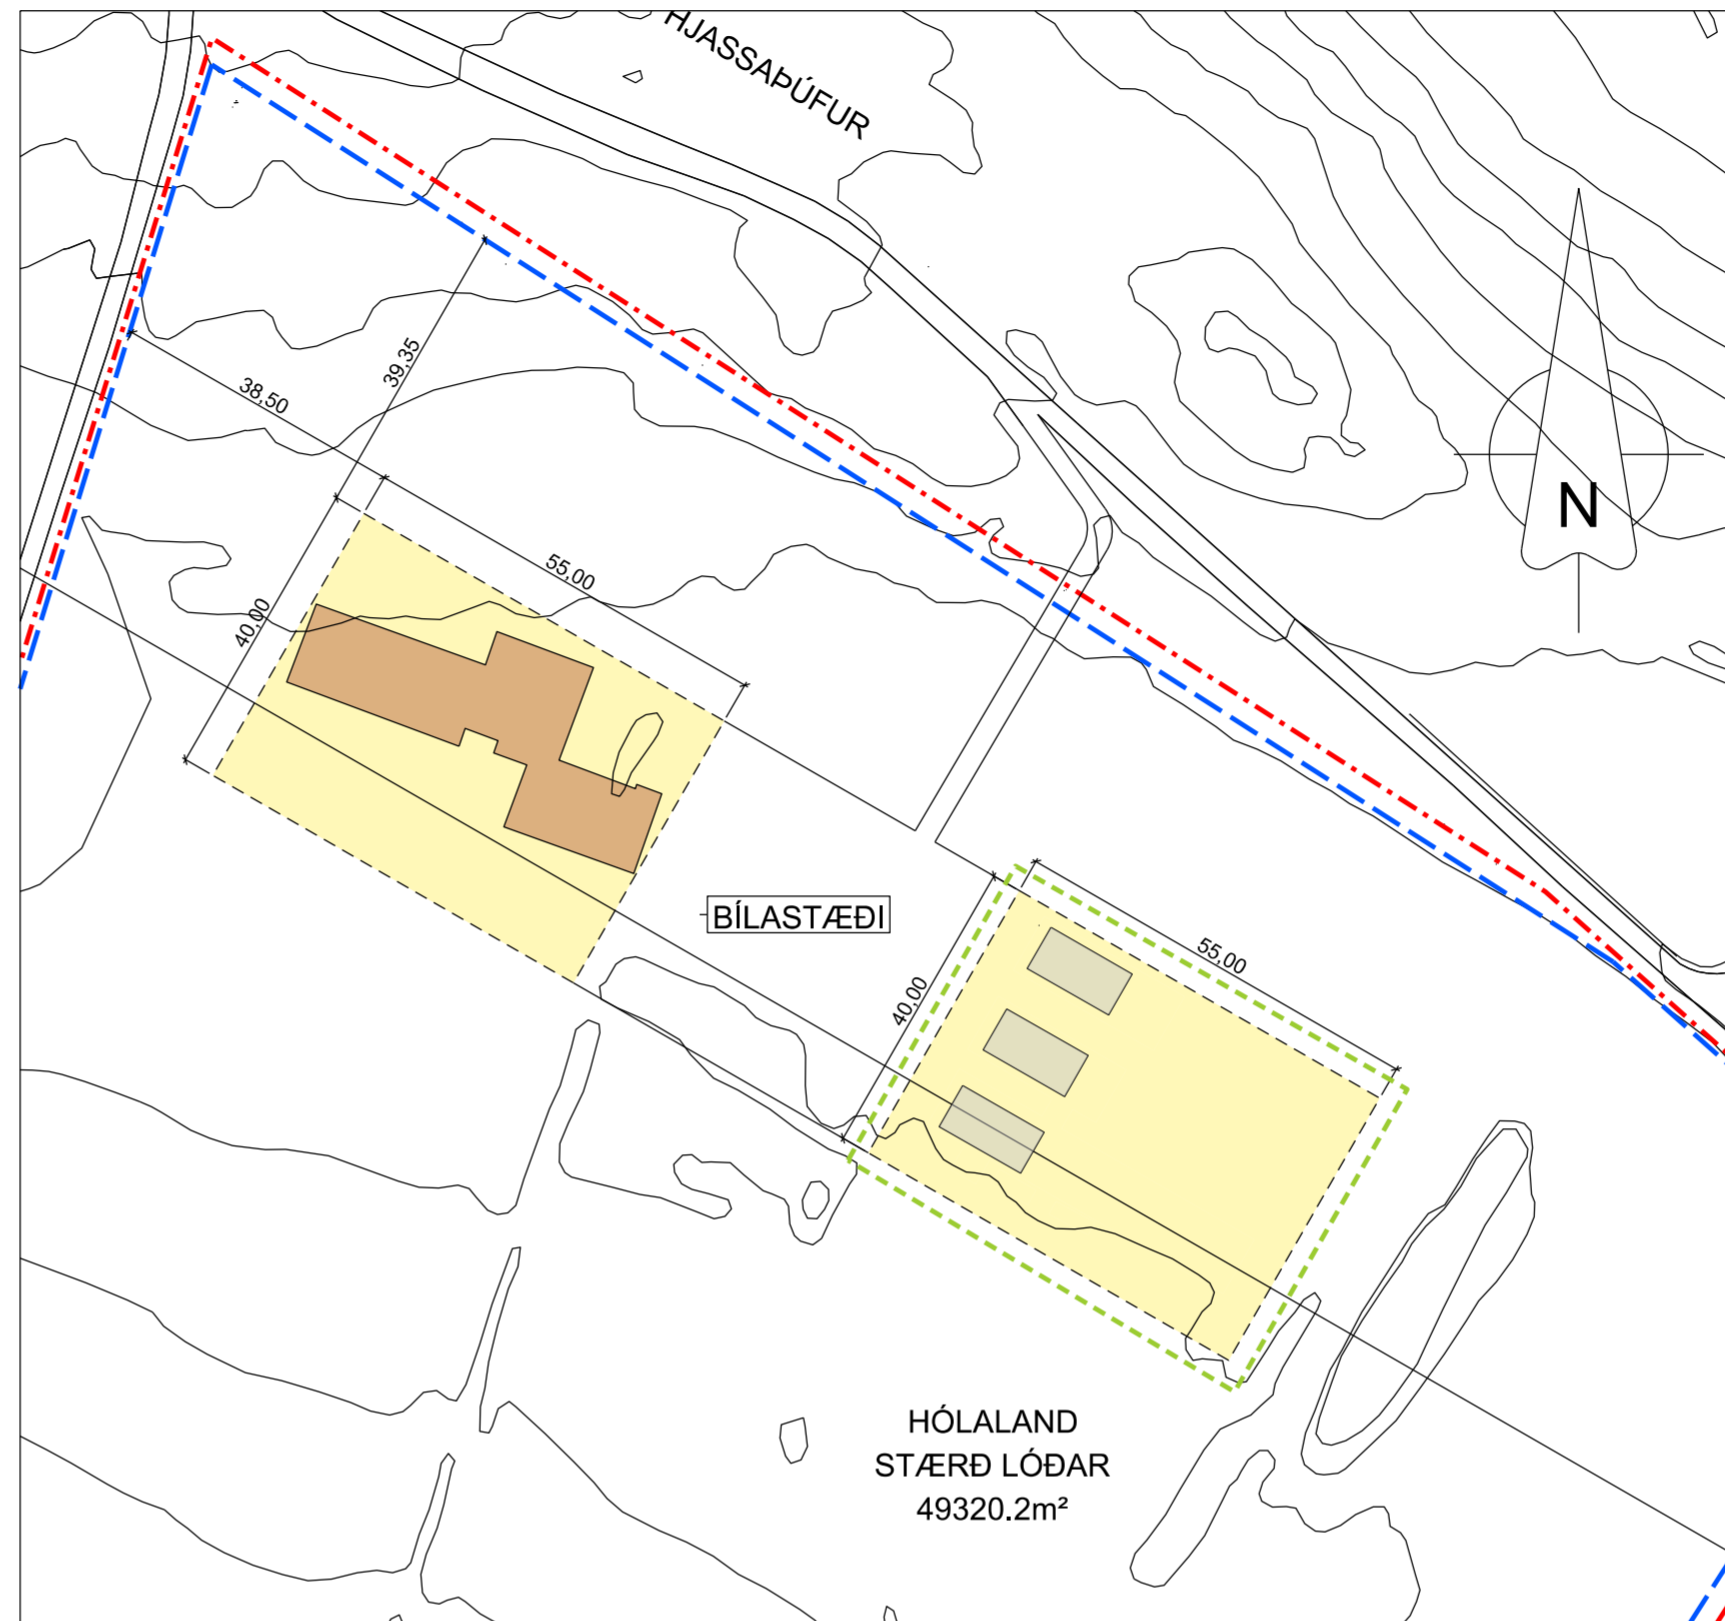 HJASSAÞÚFUR
39,35
38,50
N
55,00
40,00
BÍLASTÆÐI
55,00
40,00
HÓLALAND
STÆRÐ LÓÐAR
49320.2m²